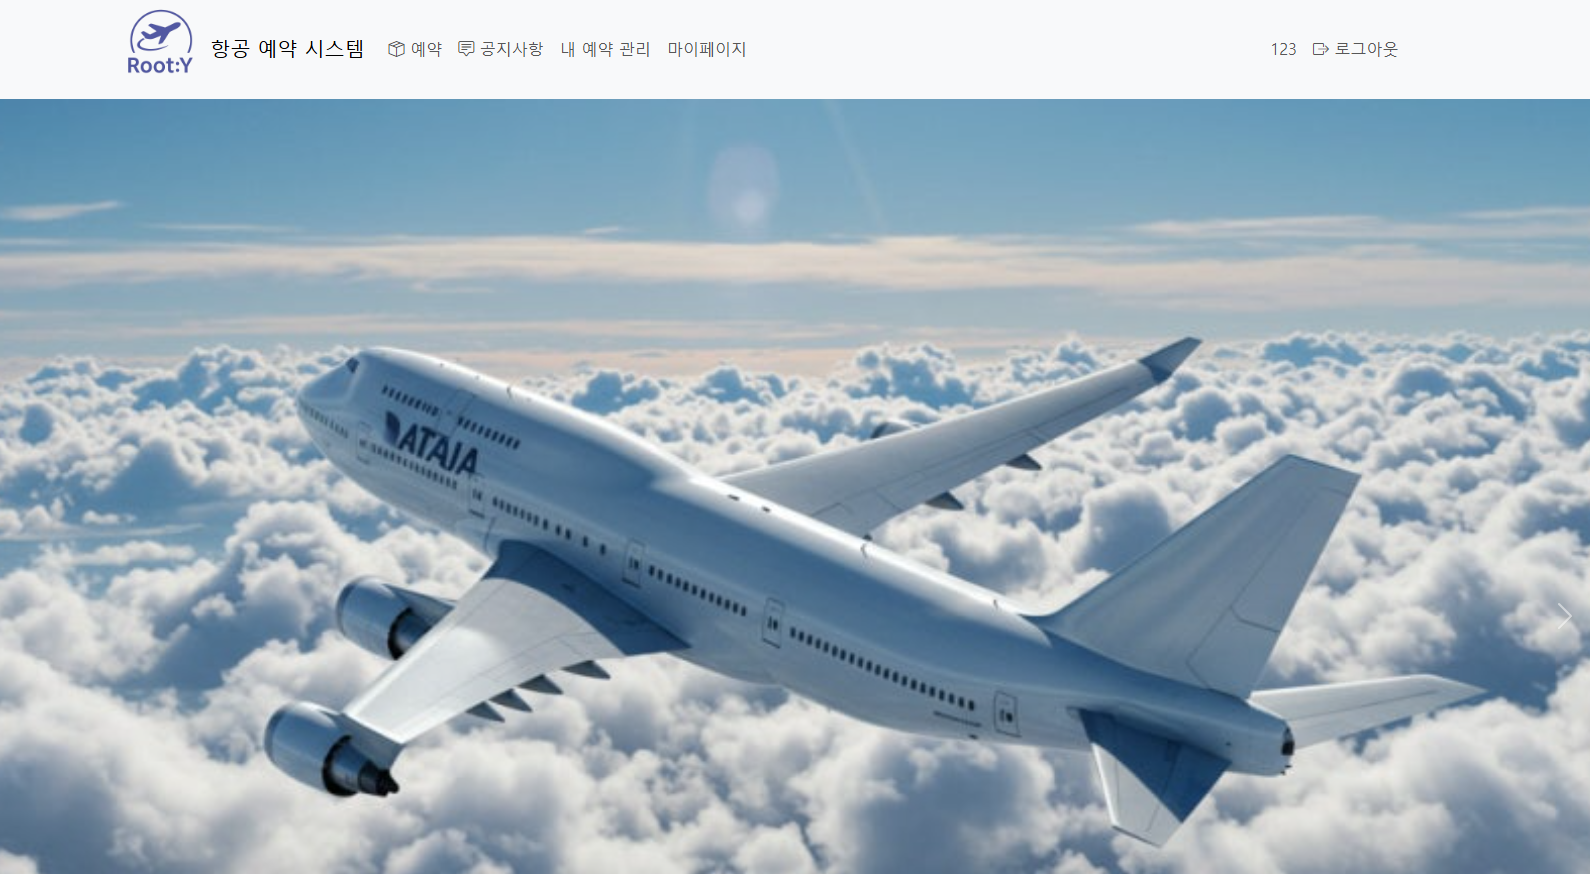 Root:Y
항공 예약 시스템
예약
공지사항
내 예약 관리
마이페이지
123
로그아웃
ATAJA